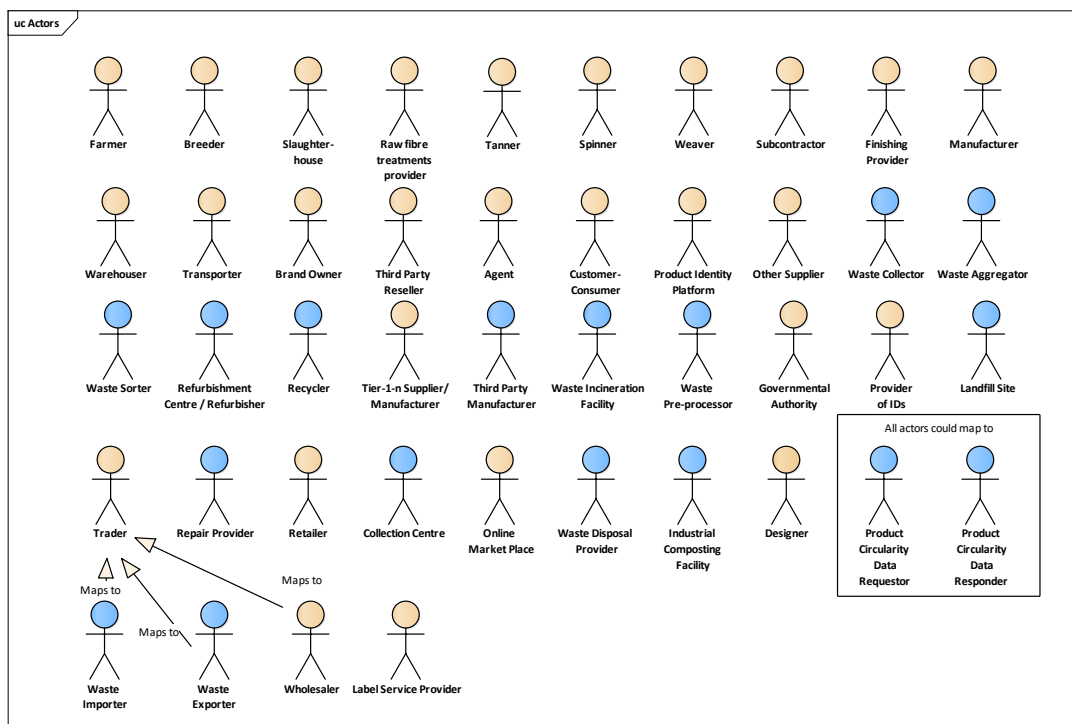 uc Actors
Farmer
Breeder
Slaughter-
house
Raw fibre
treatments
provider
Tanner
Spinner
Weaver
Subcontractor
Finishing
Provider
Manufacturer
Warehouser
Transporter
Brand Owner
Third Party
Reseller
Agent
Customer-
Consumer
Product Identity
Platform
Other Supplier
Waste Collector
Waste Aggregator
Waste Sorter
Refurbishment
Centre / Refurbisher
Recycler
Tier-1-n Supplier/
Manufacturer
Third Party
Manufacturer
Waste Incineration
Facility
Waste
Pre-processor
Governmental
Authority
Provider
of IDs
Landfill Site
All actors could map to
Trader
Repair Provider
Retailer
Collection Centre
Online
Market Place
Waste Disposal
Provider
Industrial
Composting
Facility
Designer
Product
Circularity
Data
Requestor
Product
Circularity
Data
Responder
Maps to
Maps to
Maps to
Waste
Importer
Waste
Exporter
Wholesaler
Label Service Provider